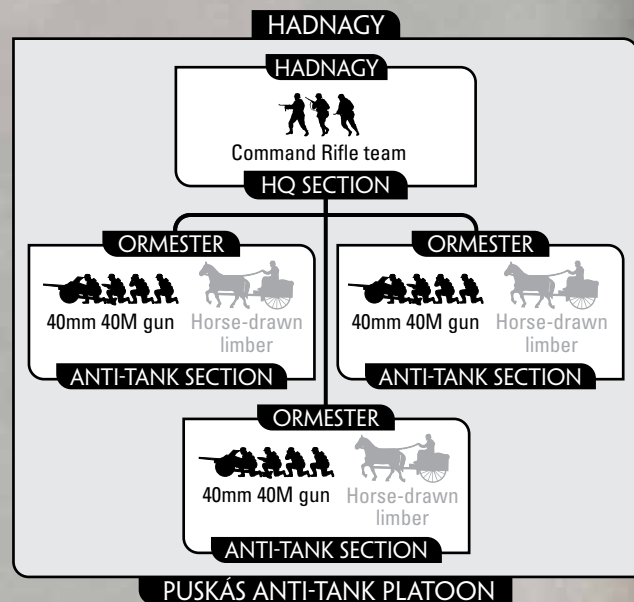 HADNAGY
HADNAGY
Command Rifle team
HQ SECTION
ORMESTER
40mm 40M gun
Horse-drawn
limber
ANTI-TANK SECTION
ORMESTER
40mm 40M gun
Horse-drawn
limber
ANTI-TANK SECTION
ORMESTER
40mm 40M gun
Horse-drawn
limber
ANTI-TANK SECTION
PUSKÁS ANTI-TANK PLATOON